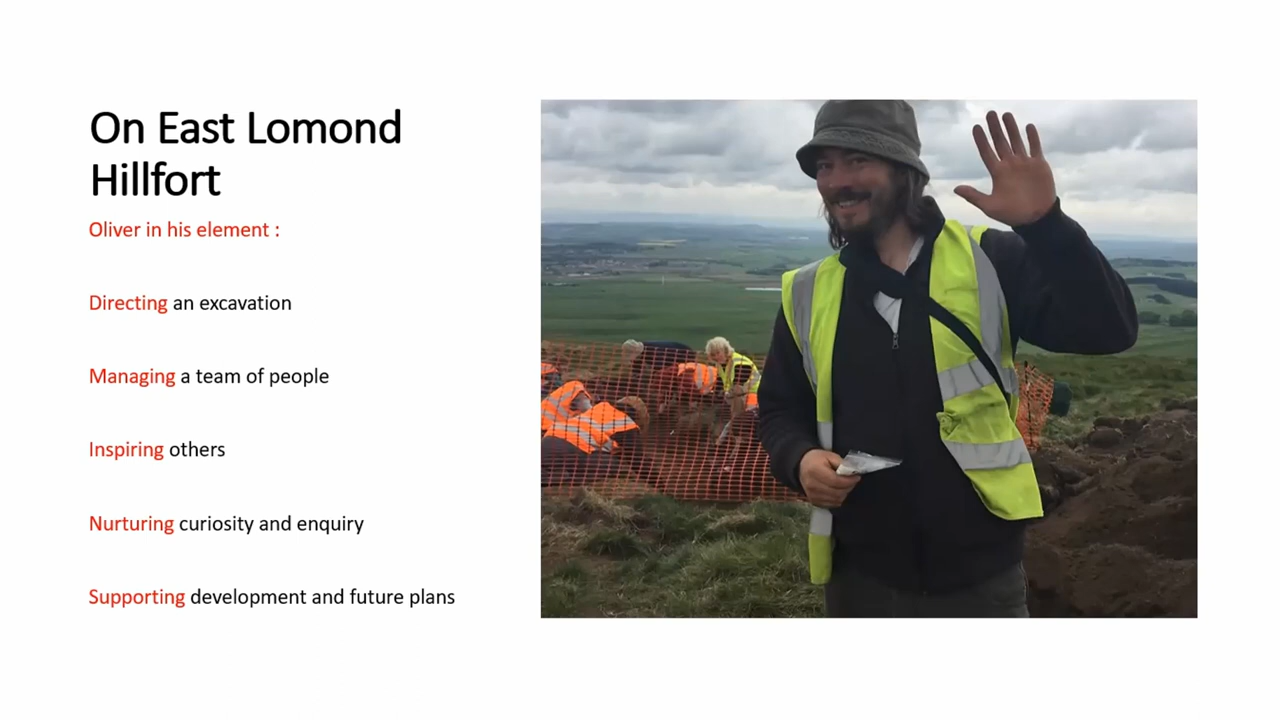 On East Lomond
Hillfort
Oliver in his element :
Directing an excavation
Managing a team of people
Inspiring others
Nurturing curiosity and enquiry
Supporting development and future plans